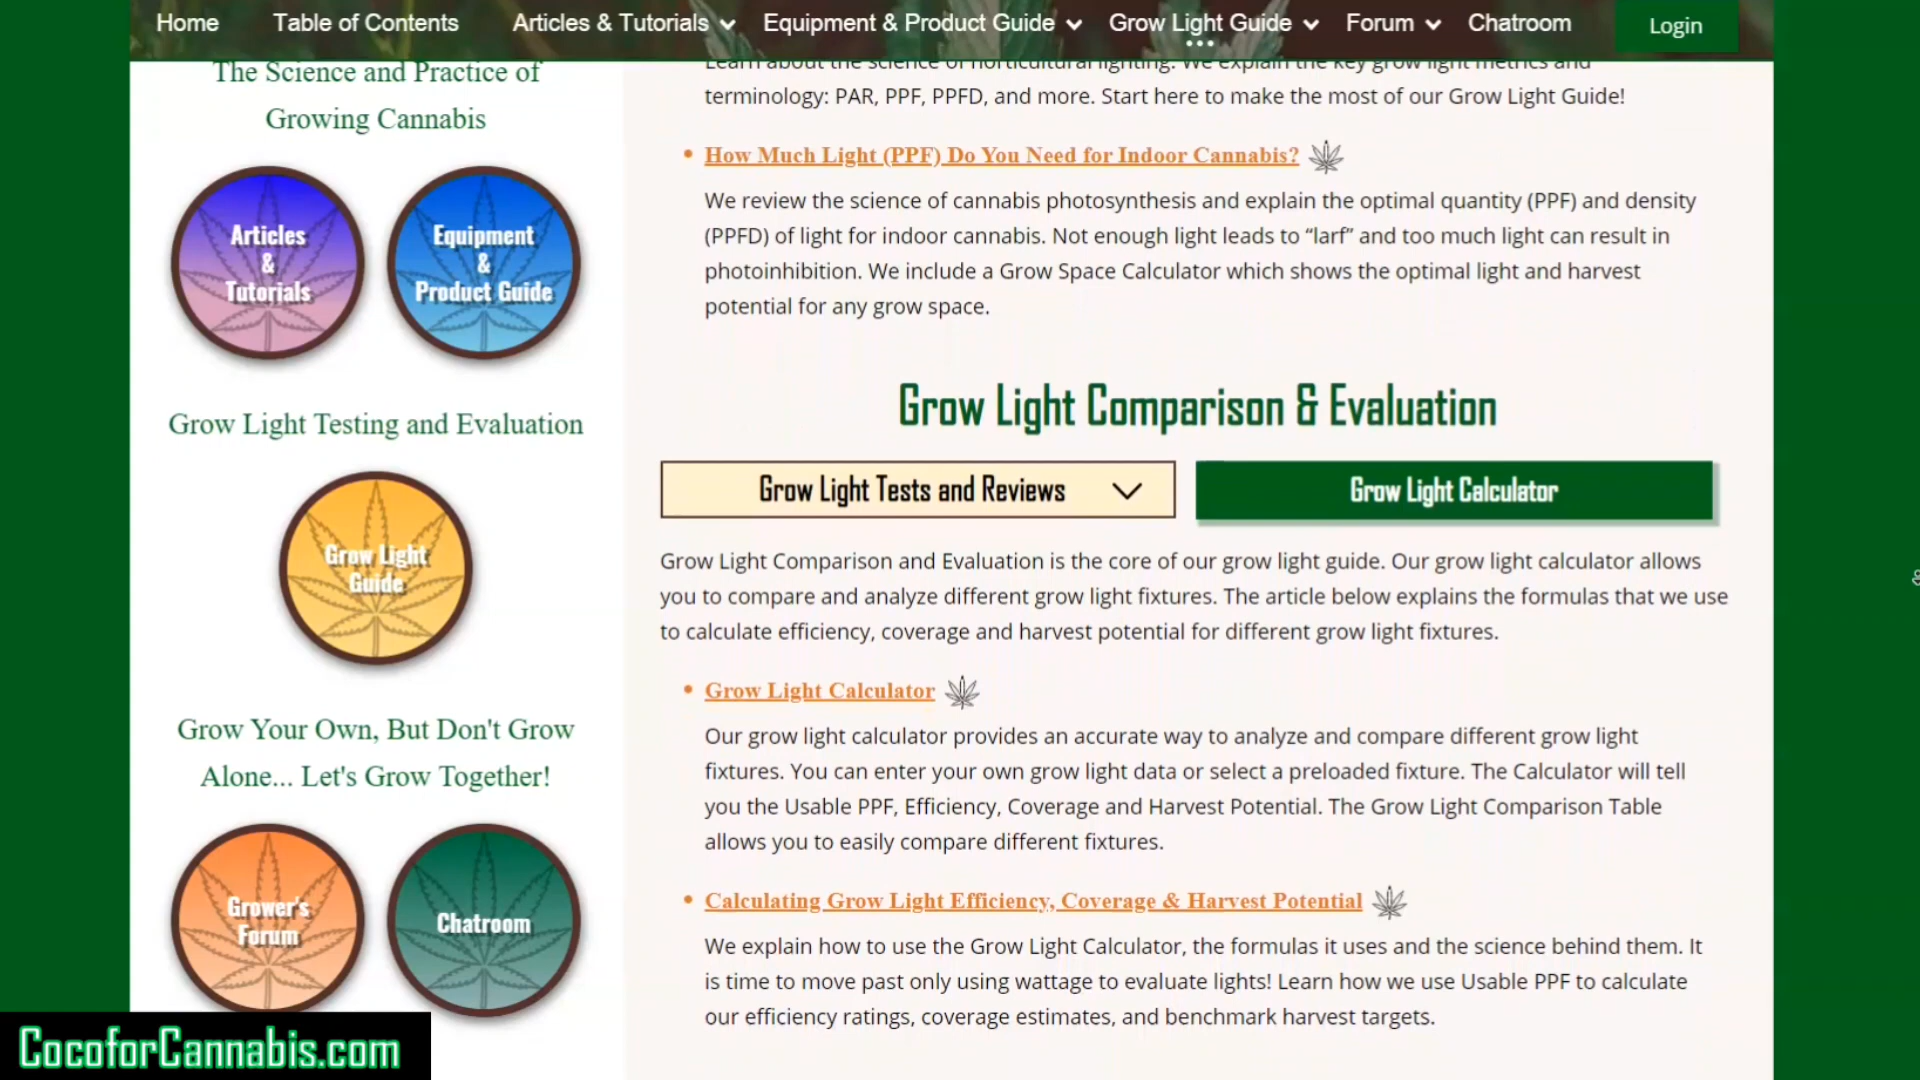 Home
Table of Contents
Articles & Tutorials
Equipment & Product Guide
Grow Light Guide
Forum
Chatroom
Login
The Science and Practice of
Growing Cannabis
Articles
&
Tutorials
Equipment
&
Product Guide
Grow Light Testing and Evaluation
Grow Light
Guide
Grow Your Own, But Don't Grow
Alone... Let's Grow Together!
Grower's
Forum
Chatroom
Learn about the science of horticultural lighting. We explain the key grow light metrics and
terminology: PAR, PPF, PPFD, and more. Start here to make the most of our Grow Light Guide!
• How Much Light (PPF) Do You Need for Indoor Cannabis?
We review the science of cannabis photosynthesis and explain the optimal quantity (PPF) and density
(PPFD) of light for indoor cannabis. Not enough light leads to “larf” and too much light can result in
photoinhibition. We include a Grow Space Calculator which shows the optimal light and harvest
potential for any grow space.
Grow Light Comparison & Evaluation
Grow Light Tests and Reviews
Grow Light Calculator
Grow Light Comparison and Evaluation is the core of our grow light guide. Our grow light calculator allows
you to compare and analyze different grow light fixtures. The article below explains the formulas that we use
to calculate efficiency, coverage and harvest potential for different grow light fixtures.
• Grow Light Calculator
Our grow light calculator provides an accurate way to analyze and compare different grow light
fixtures. You can enter your own grow light data or select a preloaded fixture. The Calculator will tell
you the Usable PPF, Efficiency, Coverage and Harvest Potential. The Grow Light Comparison Table
allows you to easily compare different fixtures.
• Calculating Grow Light Efficiency, Coverage & Harvest Potential
We explain how to use the Grow Light Calculator, the formulas it uses and the science behind them. It
is time to move past only using wattage to evaluate lights! Learn how we use Usable PPF to calculate
our efficiency ratings, coverage estimates, and benchmark harvest targets.
CocoforCannabis.com